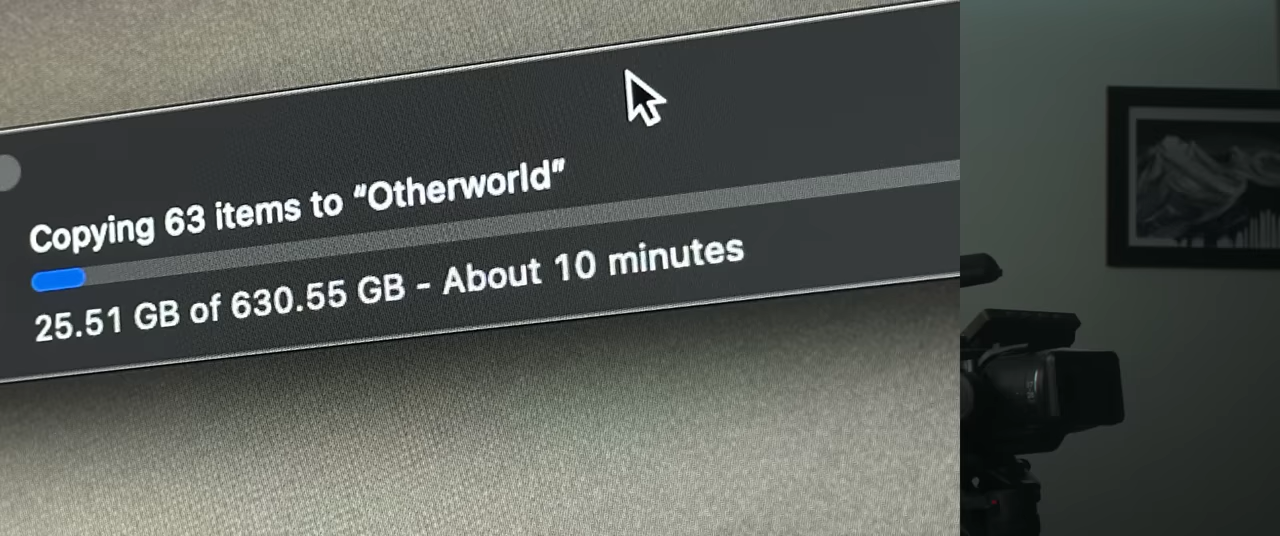 Copying 63 items to “Otherworld”
25.51 GB of 630.55 GB - About 10 minutes